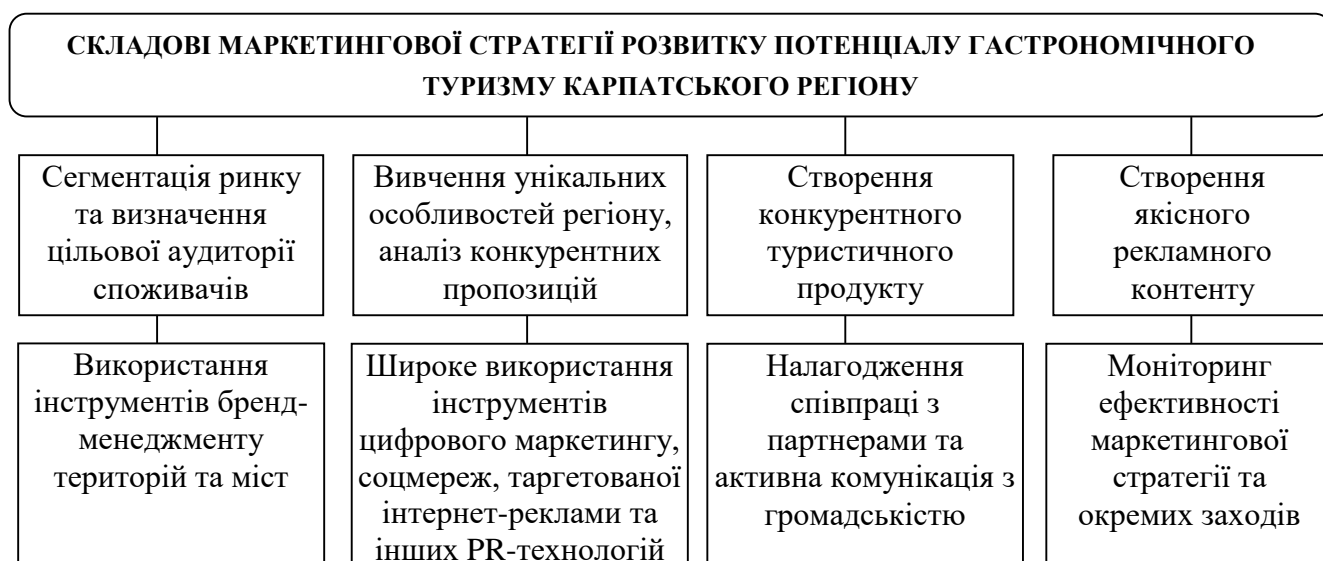 СКЛАДОВІ МАРКЕТИНГОВОЇ СТРАТЕГІЇ РОЗВИТКУ ПОТЕНЦІАЛУ ГАСТРОНОМІЧНОГО
ТУРИЗМУ КАРПАТСЬКОГО РЕГІОНУ
Сегментація ринку
та визначення
цільової аудиторії
споживачів
Вивчення унікальних
особливостей регіону,
аналіз конкурентних
пропозицій
Створення
конкурентного
туристичного
продукту
Створення
якісного
рекламного
контенту
Використання
інструментів бренд-
менеджменту
територій та міст
Широке використання
інструментів
цифрового маркетингу,
соцмереж, таргетованої
інтернет-реклами та
інших PR-технологій
Налагодження
співпраці з
партнерами та
активна комунікація з
громадськістю
Моніторинг
ефективності
маркетингової
стратегії та
окремих заходів